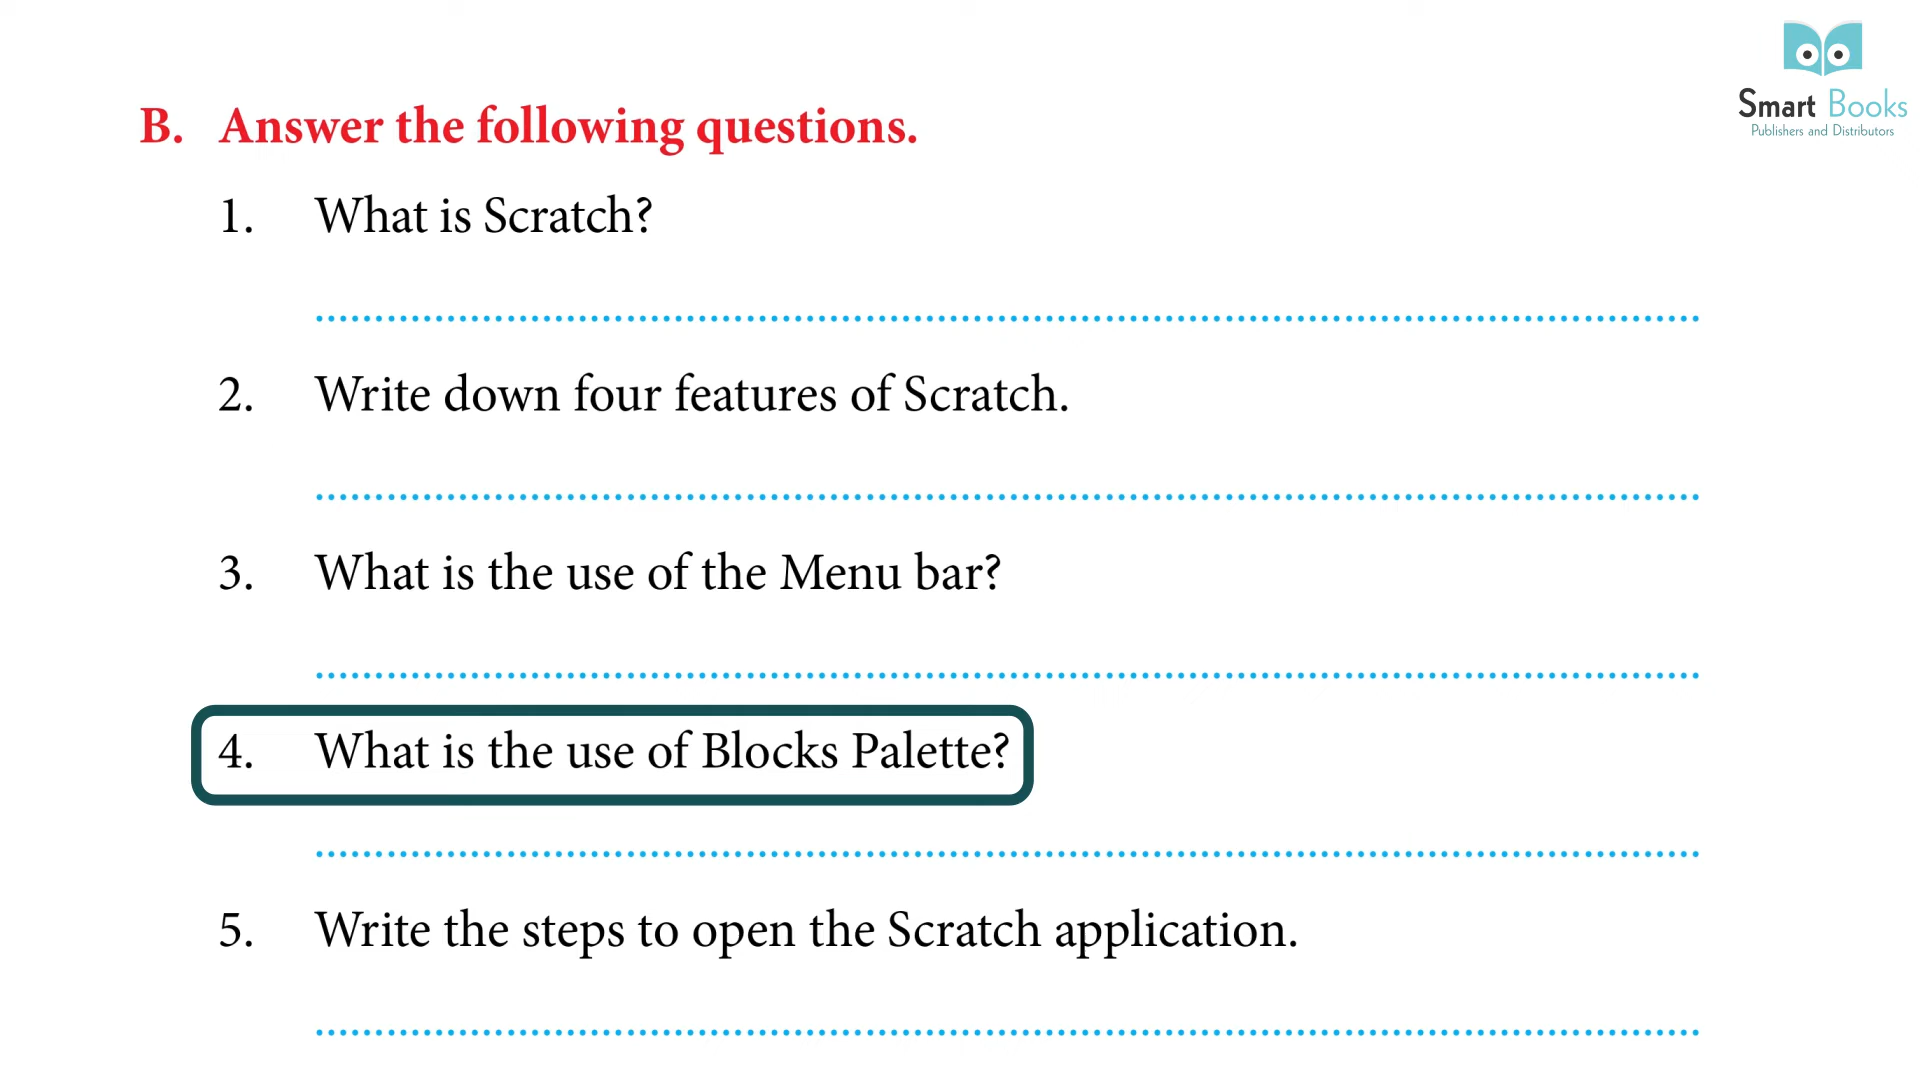 Smart Books
Publishers and Distributors
B. Answer the following questions.
1. What is Scratch?
2. Write down four features of Scratch.
3. What is the use of the Menu bar?
4. What is the use of Blocks Palette?
5. Write the steps to open the Scratch application.